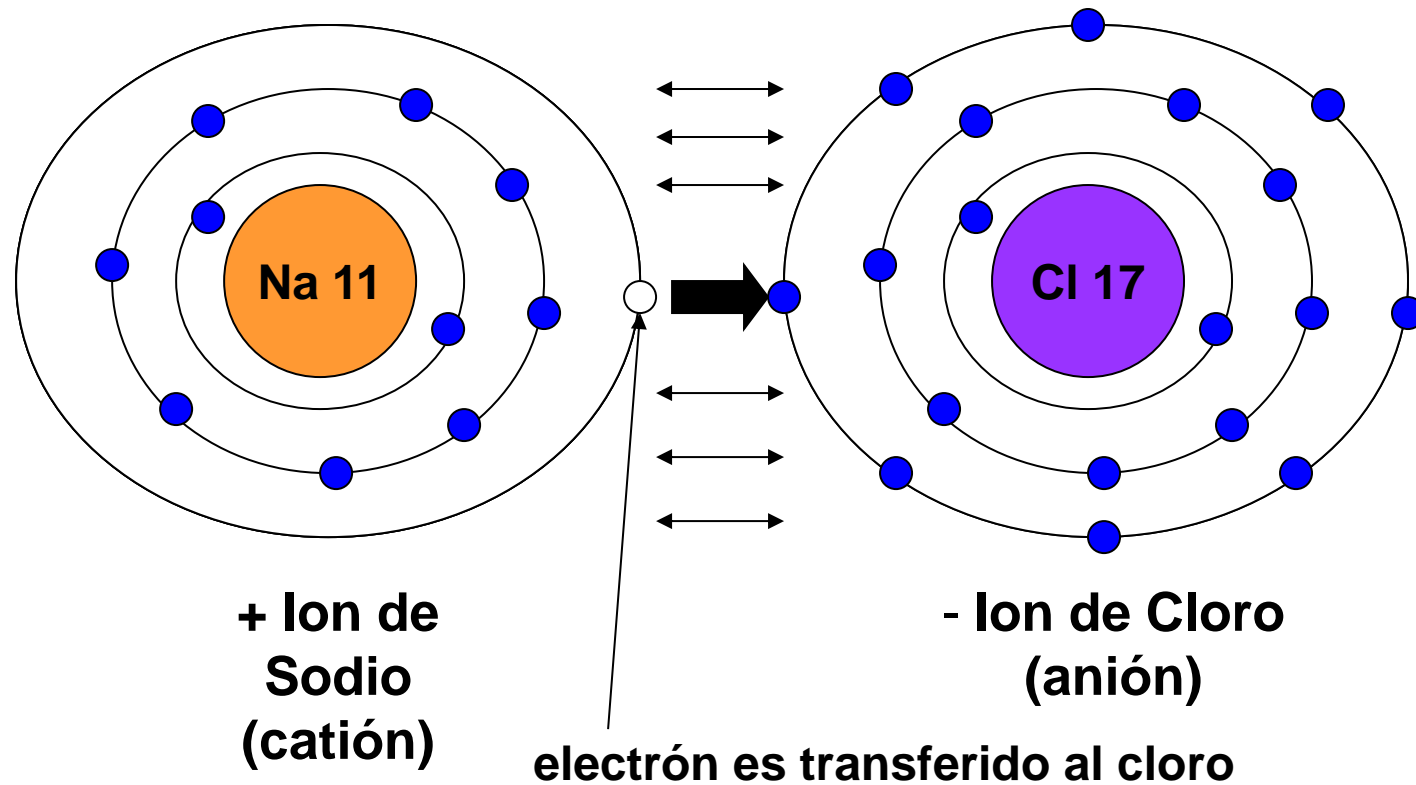 Na 11
Cl 17
+ Ion de
Sodio
(catión)
- Ion de Cloro
(anión)
electrón es transferido al cloro